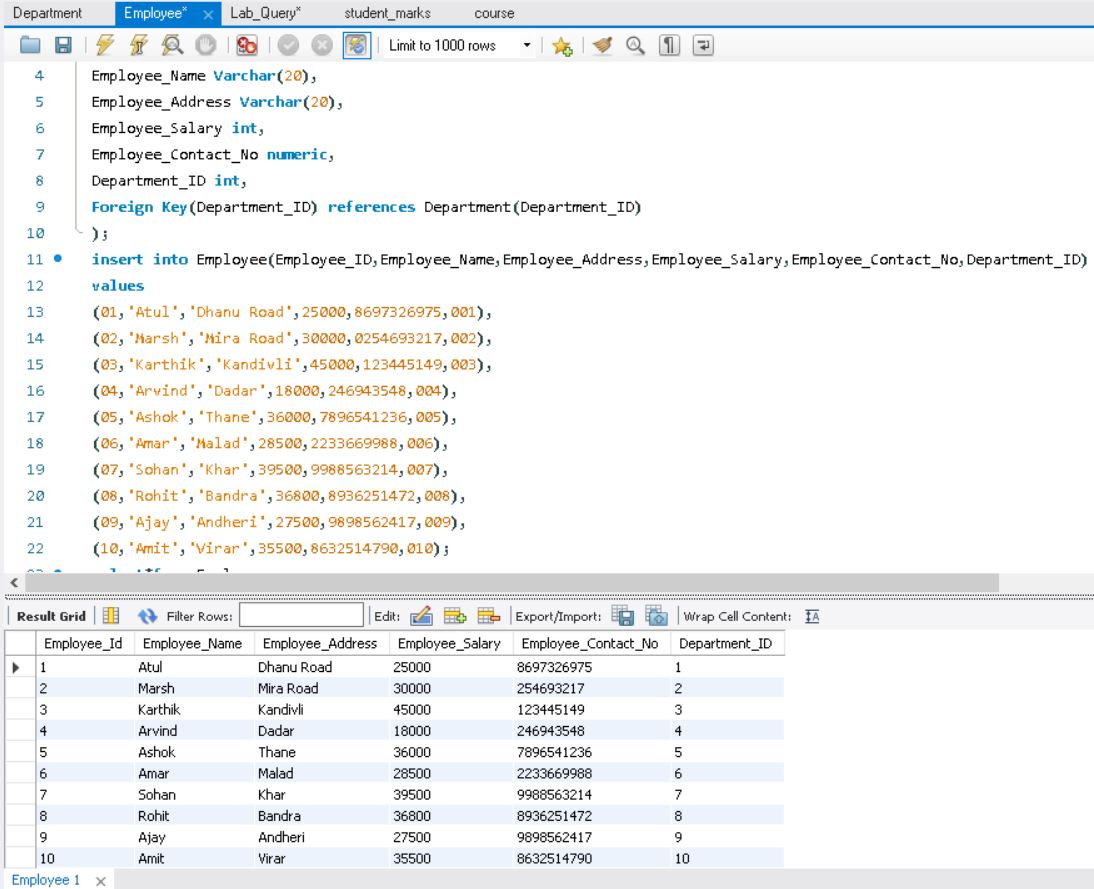 Department Employee* × Lab_Query* student_marks course
Limit to 1000 rows
4 Employee_Name Varchar(20),
5 Employee_Address Varchar(20),
6 Employee_Salary int,
7 Employee_Contact_No numeric,
8 Department_ID int,
9 Foreign Key(Department_ID) references Department(Department_ID)
10 );
11 insert into Employee(Employee_ID,Employee_Name,Employee_Address,Employee_Salary,Employee_Contact_No,Department_ID)
12 values
13 (01,'Atul','Dhanu Road',25000,8697326975,001),
14 (02,'Marsh','Mira Road',30000,0254693217,002),
15 (03,'Karthik','Kandivli',45000,123445149,003),
16 (04,'Arvind','Dadar',18000,246943548,004),
17 (05,'Ashok','Thane',36000,7896541236,005),
18 (06,'Amar','Malad',28500,2233669988,006),
19 (07,'Sohan','Khar',39500,9988563214,007),
20 (08,'Rohit','Bandra',36800,8936251472,008),
21 (09,'Ajay','Andheri',27500,9898562417,009),
22 (10,'Amit','Virar',35500,8632514790,010);
Result Grid Filter Rows: Edit: Export/Import: Wrap Cell Content:
Employee_Id Employee_Name Employee_Address Employee_Salary Employee_Contact_No Department_ID
1 Atul Dhanu Road 25000 8697326975 1
2 Marsh Mira Road 30000 254693217 2
3 Karthik Kandivli 45000 123445149 3
4 Arvind Dadar 18000 246943548 4
5 Ashok Thane 36000 7896541236 5
6 Amar Malad 28500 2233669988 6
7 Sohan Khar 39500 9988563214 7
8 Rohit Bandra 36800 8936251472 8
9 Ajay Andheri 27500 9898562417 9
10 Amit Virar 35500 8632514790 10
Employee 1 ×